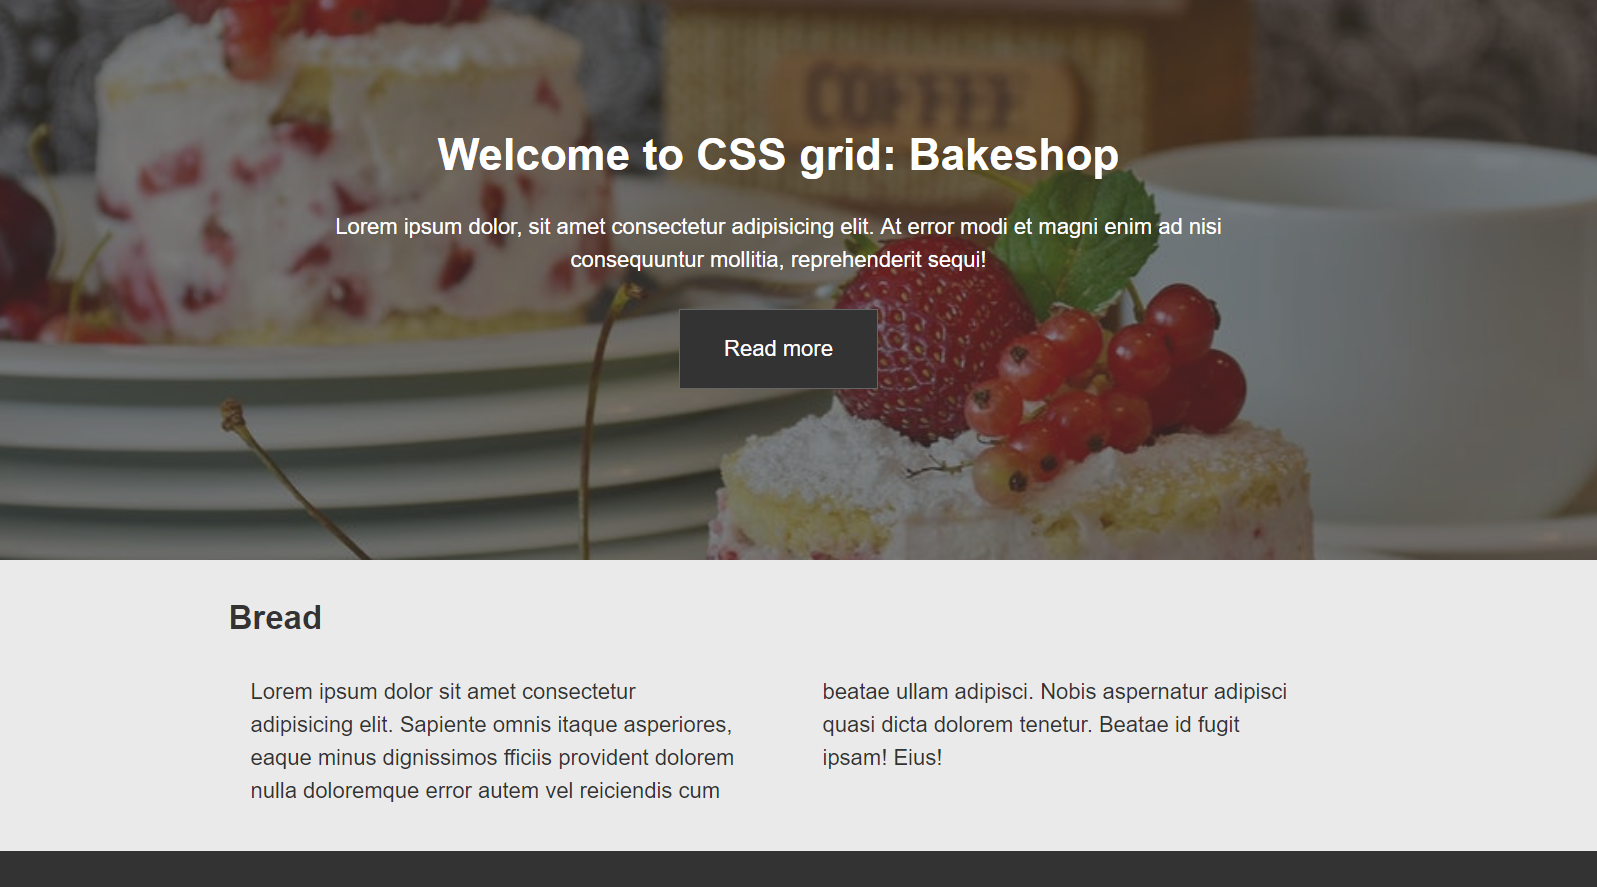 COFFEE
Welcome to CSS grid: Bakeshop
Lorem ipsum dolor, sit amet consectetur adipisicing elit. At error modi et magni enim ad nisi
consequuntur mollitia, reprehenderit sequi!
Read more
Bread
Lorem ipsum dolor sit amet consectetur
adipisicing elit. Sapiente omnis itaque asperiores,
eaque minus dignissimos fficiis provident dolorem
nulla doloremque error autem vel reiciendis cum
beatae ullam adipisci. Nobis aspernatur adipisci
quasi dicta dolorem tenetur. Beatae id fugit
ipsam! Eius!